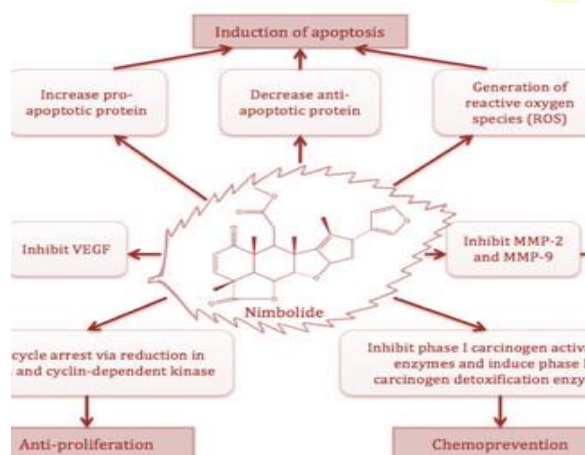 Induction of apoptosis
Increase pro-
apoptotic protein
Decrease anti-
apoptotic protein
Generation of
reactive oxygen
species (ROS)
Inhibit VEGF
Nimbolide
Inhibit MMP-2
and MMP-9
cycle arrest via reduction in
and cyclin-dependent kinase
Inhibit phase I carcinogen
enzymes and induce phase
carcinogen detoxification
Anti-proliferation
Chemoprevention